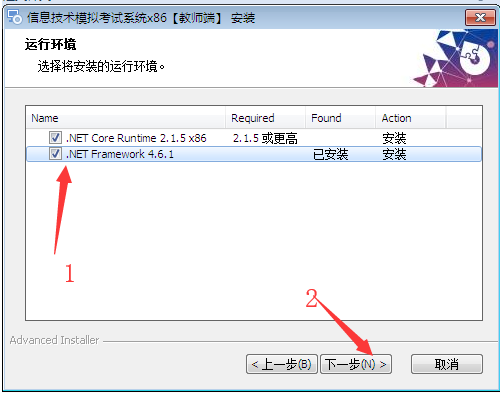 信息技术模拟考试系统x86【教师端】 安装
运行环境
选择将安装的运行环境。
Name Required Found Action
.NET Core Runtime 2.1.5 x86 2.1.5 或更高 安装
.NET Framework 4.6.1 已安装 安装
1
2
Advanced Installer
< 上一步(B) 下一步(N) > 取消